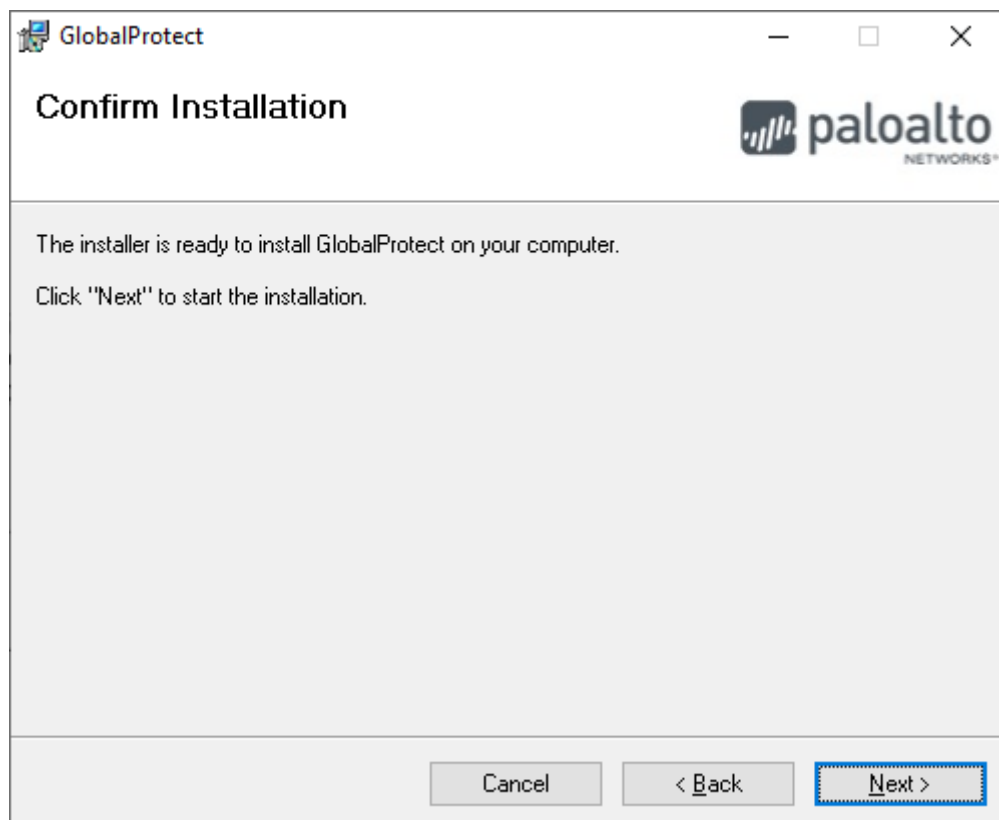 GlobalProtect
Confirm Installation
paloalto
NETWORKS®
The installer is ready to install GlobalProtect on your computer.
Click "Next" to start the installation.
Cancel
< Back
Next >